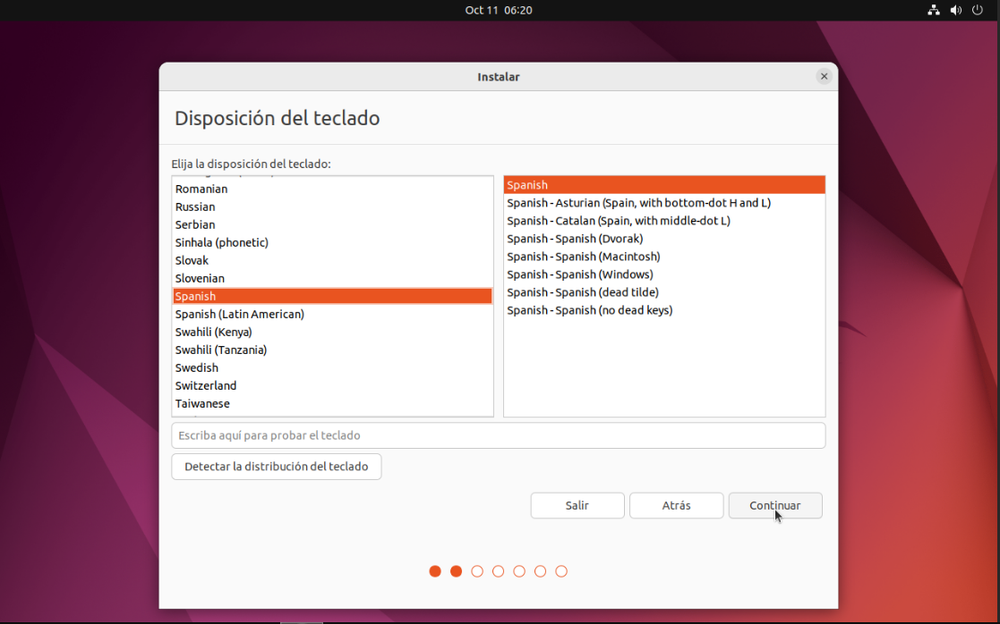 Oct 11 06:20
Instalar
Disposición del teclado
Elija la disposición del teclado:
Romanian
Russian
Serbian
Sinhala (phonetic)
Slovak
Slovenian
Spanish
Spanish (Latin American)
Swahili (Kenya)
Swahili (Tanzania)
Swedish
Switzerland
Taiwanese
Spanish
Spanish - Asturian (Spain, with bottom-dot H and L)
Spanish - Catalan (Spain, with middle-dot L)
Spanish - Spanish (Dvorak)
Spanish - Spanish (Macintosh)
Spanish - Spanish (Windows)
Spanish - Spanish (dead tilde)
Spanish - Spanish (no dead keys)
Escriba aquí para probar el teclado
Detectar la distribución del teclado
Salir
Atrás
Continuar